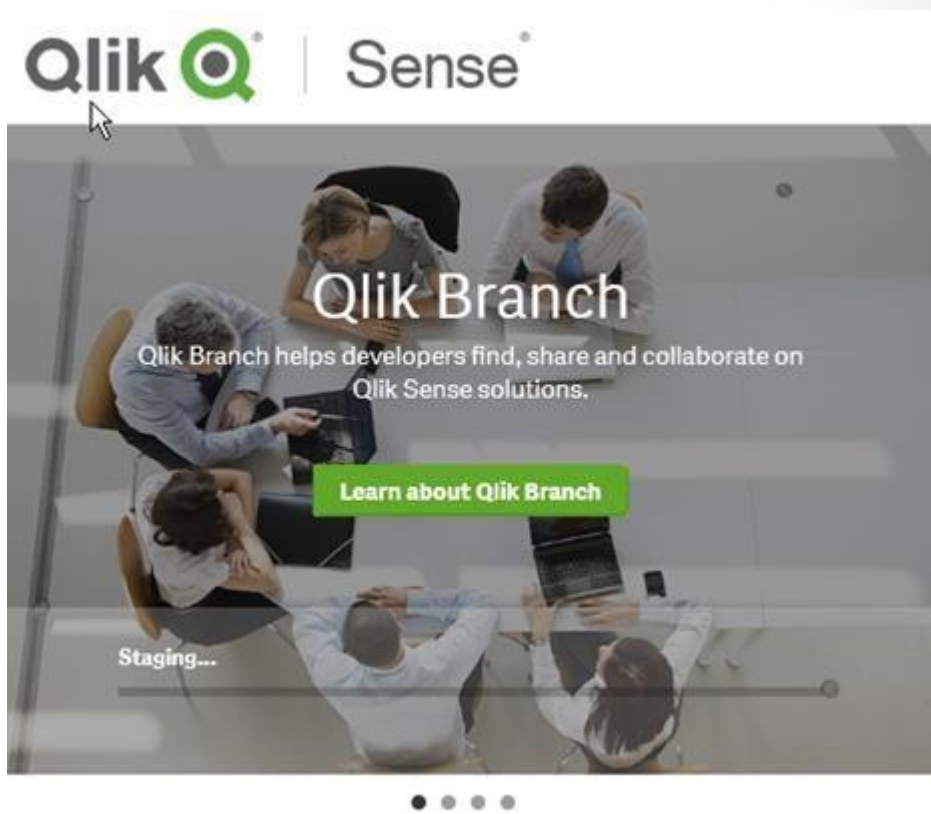 Qlik® | Sense®
Qlik Branch
Qlik Branch helps developers find, share and collaborate on
Qlik Sense solutions.
Learn about Qlik Branch
Staging...